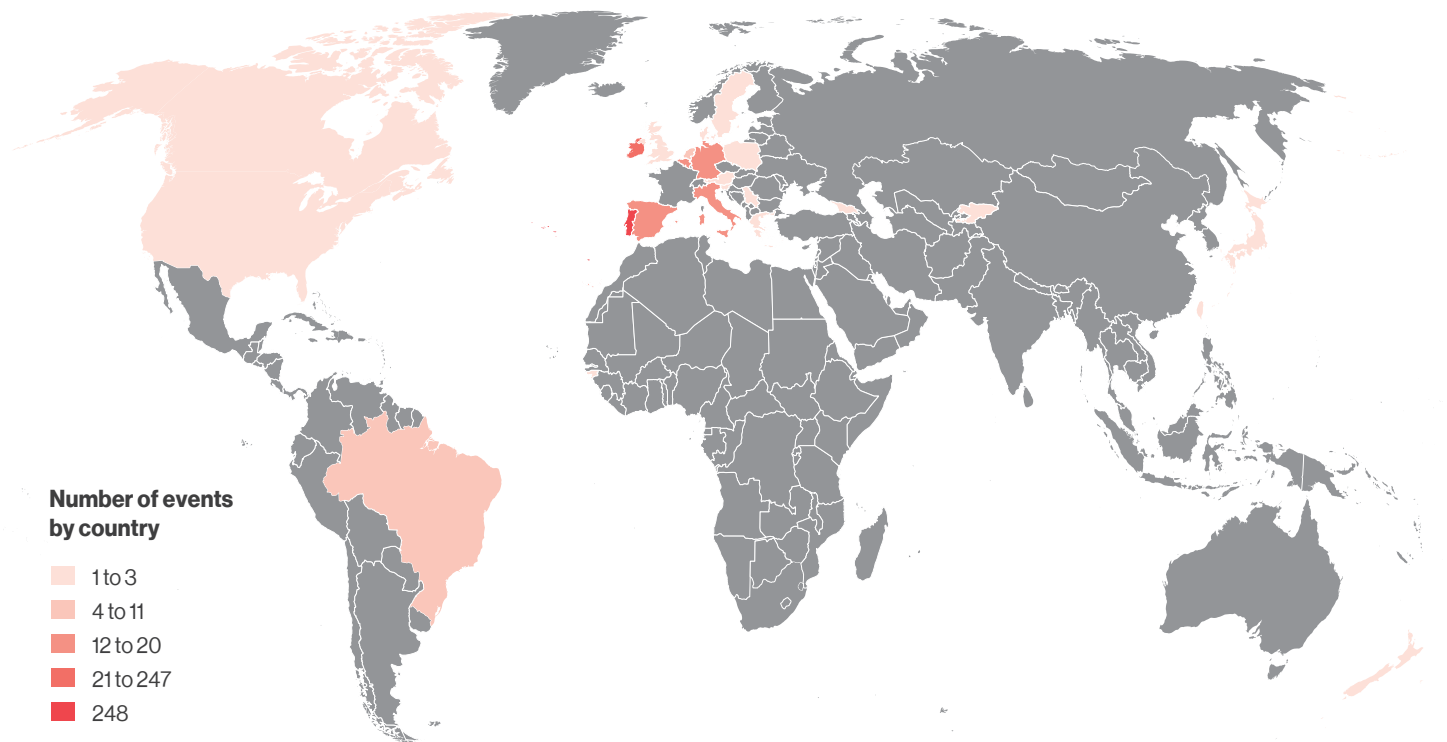 Number of events
by country
1 to 3
4 to 11
12 to 20
21 to 247
248